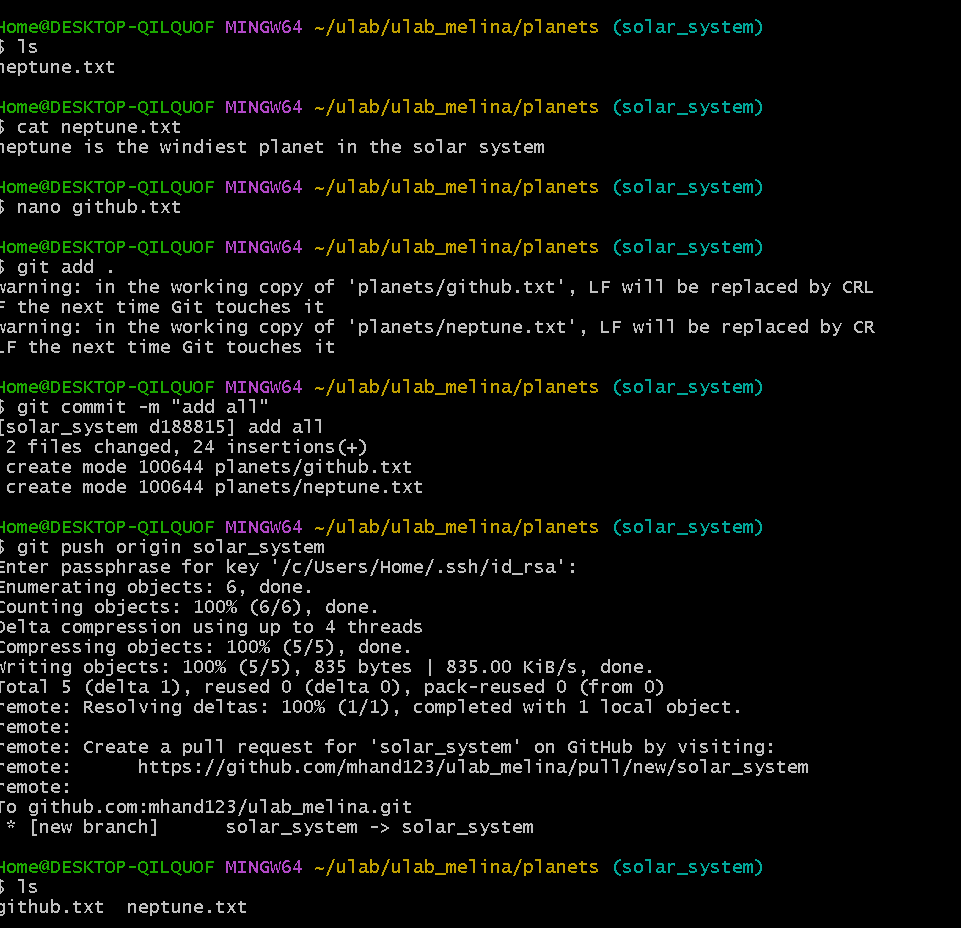 Home@DESKTOP-QILQUOF MINGW64 ~/ulab/ulab_melina/planets (solar_system)
$ ls
neptune.txt
Home@DESKTOP-QILQUOF MINGW64 ~/ulab/ulab_melina/planets (solar_system)
$ cat neptune.txt
neptune is the windiest planet in the solar system
Home@DESKTOP-QILQUOF MINGW64 ~/ulab/ulab_melina/planets (solar_system)
$ nano github.txt
Home@DESKTOP-QILQUOF MINGW64 ~/ulab/ulab_melina/planets (solar_system)
$ git add .
warning: in the working copy of 'planets/github.txt', LF will be replaced by CRL
F the next time Git touches it
warning: in the working copy of 'planets/neptune.txt', LF will be replaced by CR
LF the next time Git touches it
Home@DESKTOP-QILQUOF MINGW64 ~/ulab/ulab_melina/planets (solar_system)
$ git commit -m "add all"
[solar_system d188815] add all
 2 files changed, 24 insertions(+)
 create mode 100644 planets/github.txt
 create mode 100644 planets/neptune.txt
Home@DESKTOP-QILQUOF MINGW64 ~/ulab/ulab_melina/planets (solar_system)
$ git push origin solar_system
Enter passphrase for key '/c/Users/Home/.ssh/id_rsa':
Enumerating objects: 6, done.
Counting objects: 100% (6/6), done.
Delta compression using up to 4 threads
Compressing objects: 100% (5/5), done.
Writing objects: 100% (5/5), 835 bytes | 835.00 KiB/s, done.
Total 5 (delta 1), reused 0 (delta 0), pack-reused 0 (from 0)
remote: Resolving deltas: 100% (1/1), completed with 1 local object.
remote:
remote: Create a pull request for 'solar_system' on GitHub by visiting:
remote:      https://github.com/mhand123/ulab_melina/pull/new/solar_system
remote:
To github.com:mhand123/ulab_melina.git
 * [new branch]      solar_system -> solar_system
Home@DESKTOP-QILQUOF MINGW64 ~/ulab/ulab_melina/planets (solar_system)
$ ls
github.txt  neptune.txt